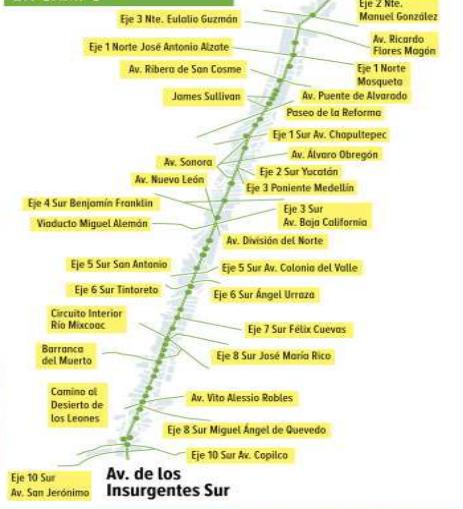 Eje 2 Nte.
Manuel González
Eje 3 Nte. Eulalio Guzmán
Av. Ricardo
Flores Magón
Eje 1 Norte José Antonio Alzate
Eje 1 Norte
Mosqueta
Av. Ribera de San Cosme
James Sullivan
Av. Puente de Alvarado
Paseo de la Reforma
Eje 1 Sur Av. Chapultepec
Av. Álvaro Obregón
Av. Sonora
Eje 2 Sur Yucatán
Av. Nuevo León
Eje 3 Poniente Medellín
Eje 4 Sur Benjamín Franklin
Eje 3 Sur
Av. Baja California
Viaducto Miguel Alemán
Av. División del Norte
Eje 5 Sur San Antonio
Eje 5 Sur Av. Colonia del Valle
Eje 6 Sur Tintoreto
Eje 6 Sur Ángel Urraza
Circuito Interior
Río Mixcoac
Eje 7 Sur Félix Cuevas
Barranca
del Muerto
Eje 8 Sur José María Rico
Camino al
Desierto de
los Leones
Av. Vito Alessio Robles
Eje 8 Sur Miguel Ángel de Quevedo
Eje 10 Sur Av. Copilco
Eje 10 Sur
Av. San Jerónimo
Av. de los
Insurgentes Sur